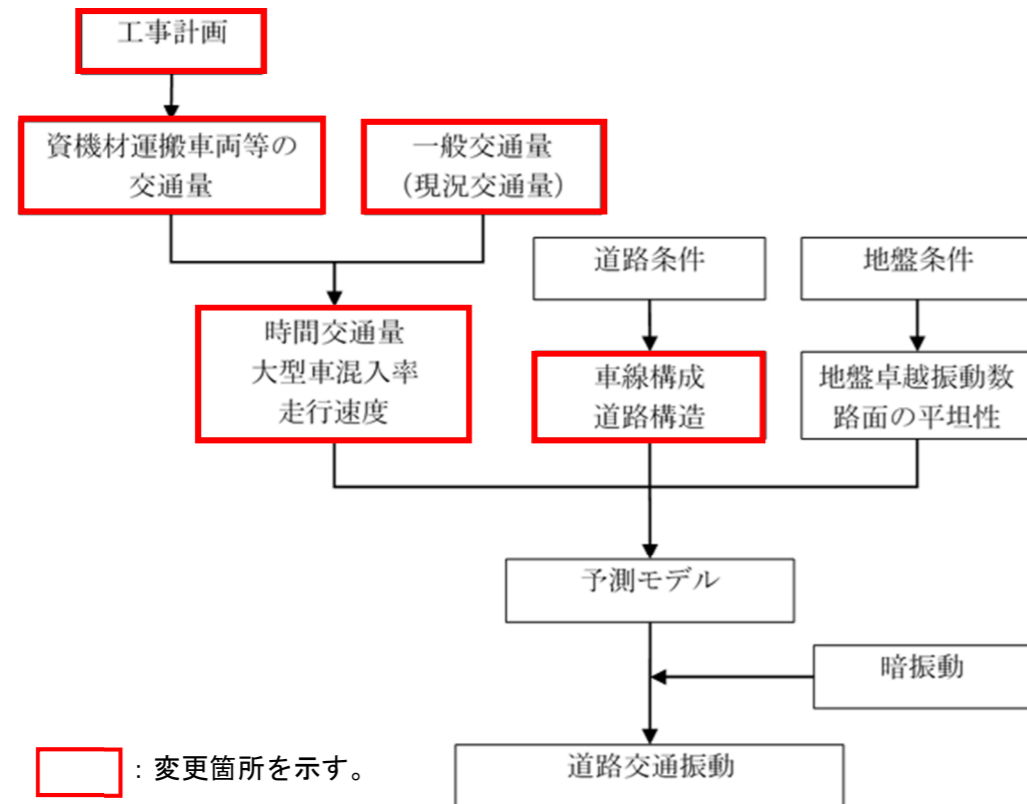 工事計画
資機材運搬車両等の
交通量
一般交通量
(現況交通量)
道路条件
地盤条件
時間交通量
大型車混入率
走行速度
車線構成
道路構造
地盤卓越振動数
路面の平坦性
予測モデル
暗振動
道路交通振動
：変更箇所を示す。